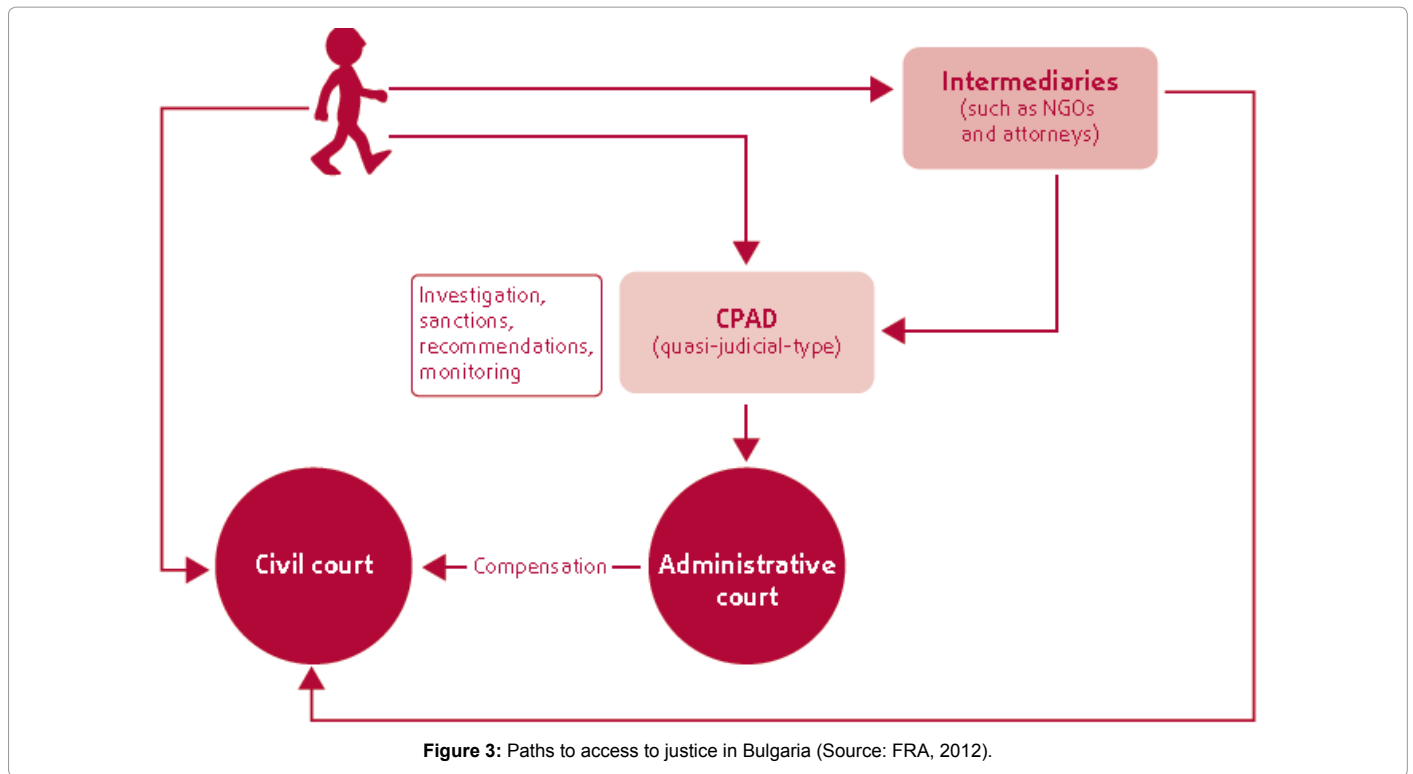 Intermediaries
(such as NGOs
and attorneys)
Investigation,
sanctions,
recommendations,
monitoring
CPAD
(quasi-judicial-type)
Civil court
Compensation
Administrative
court
Figure 3: Paths to access to justice in Bulgaria (Source: FRA, 2012).